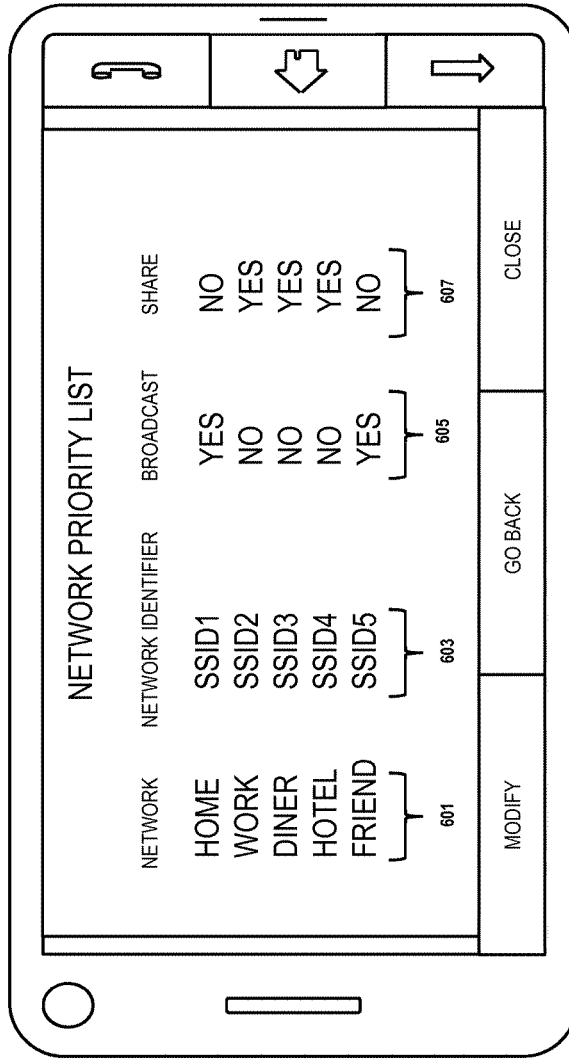 NETWORK PRIORITY LIST
NETWORK NETWORK IDENTIFIER BROADCAST SHARE
HOME SSID1 YES NO
WORK SSID2 NO YES
DINER SSID3 NO YES
HOTEL SSID4 NO YES
FRIEND SSID5 YES NO
601 603 605 607
MODIFY GO BACK CLOSE